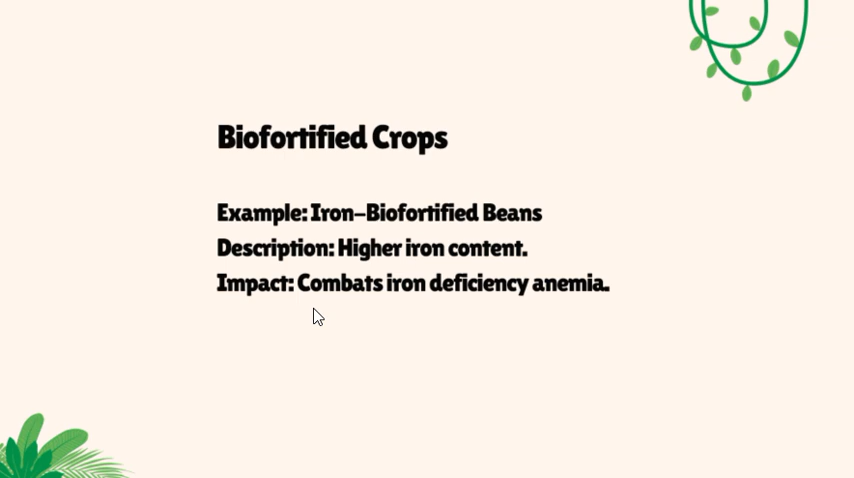 Biofortified Crops
Example: Iron-Biofortified Beans
Description: Higher iron content.
Impact: Combats iron deficiency anemia.